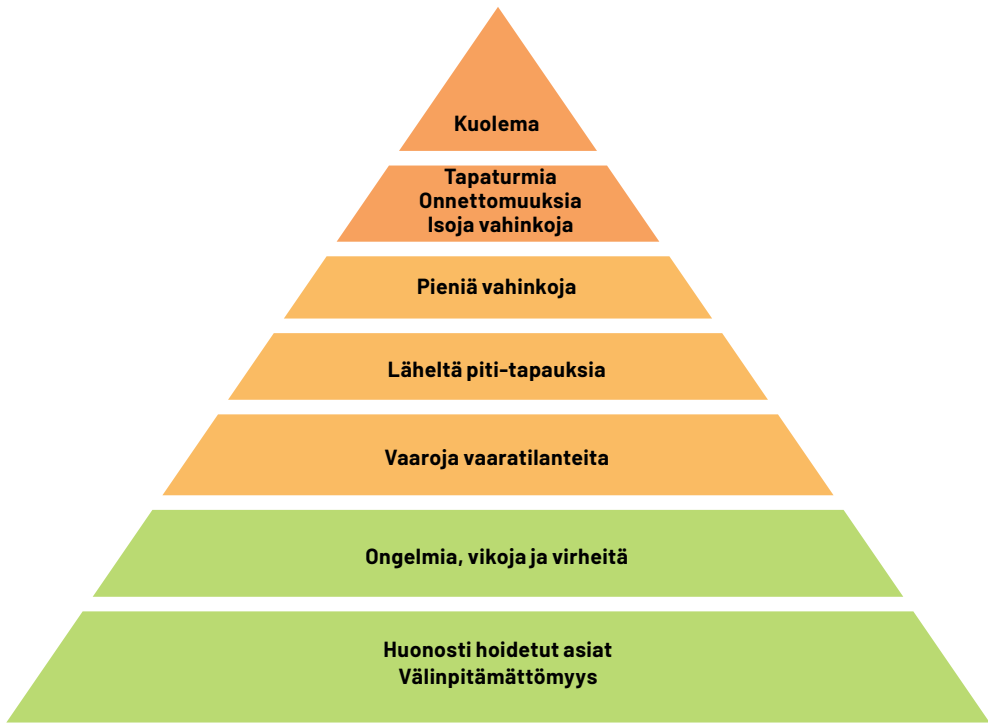 Kuolema
Tapaturmia
Onnettomuuksia
Isoja vahinkoja
Pieniä vahinkoja
Läheltä piti-tapauksia
Vaaroja vaaratilanteita
Ongelmia, vikoja ja virheitä
Huonosti hoidetut asiat
Välinpitämättömyys